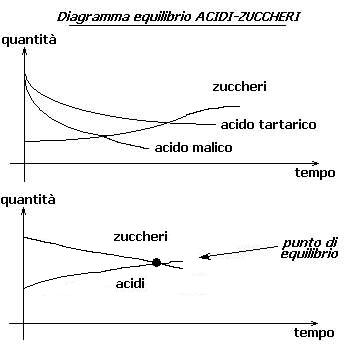 Diagramma equilibrio ACIDI-ZUCCHERI
quantità
zuccheri
acido tartarico
acido malico
tempo
quantità
zuccheri
punto di
equilibrio
acidi
tempo